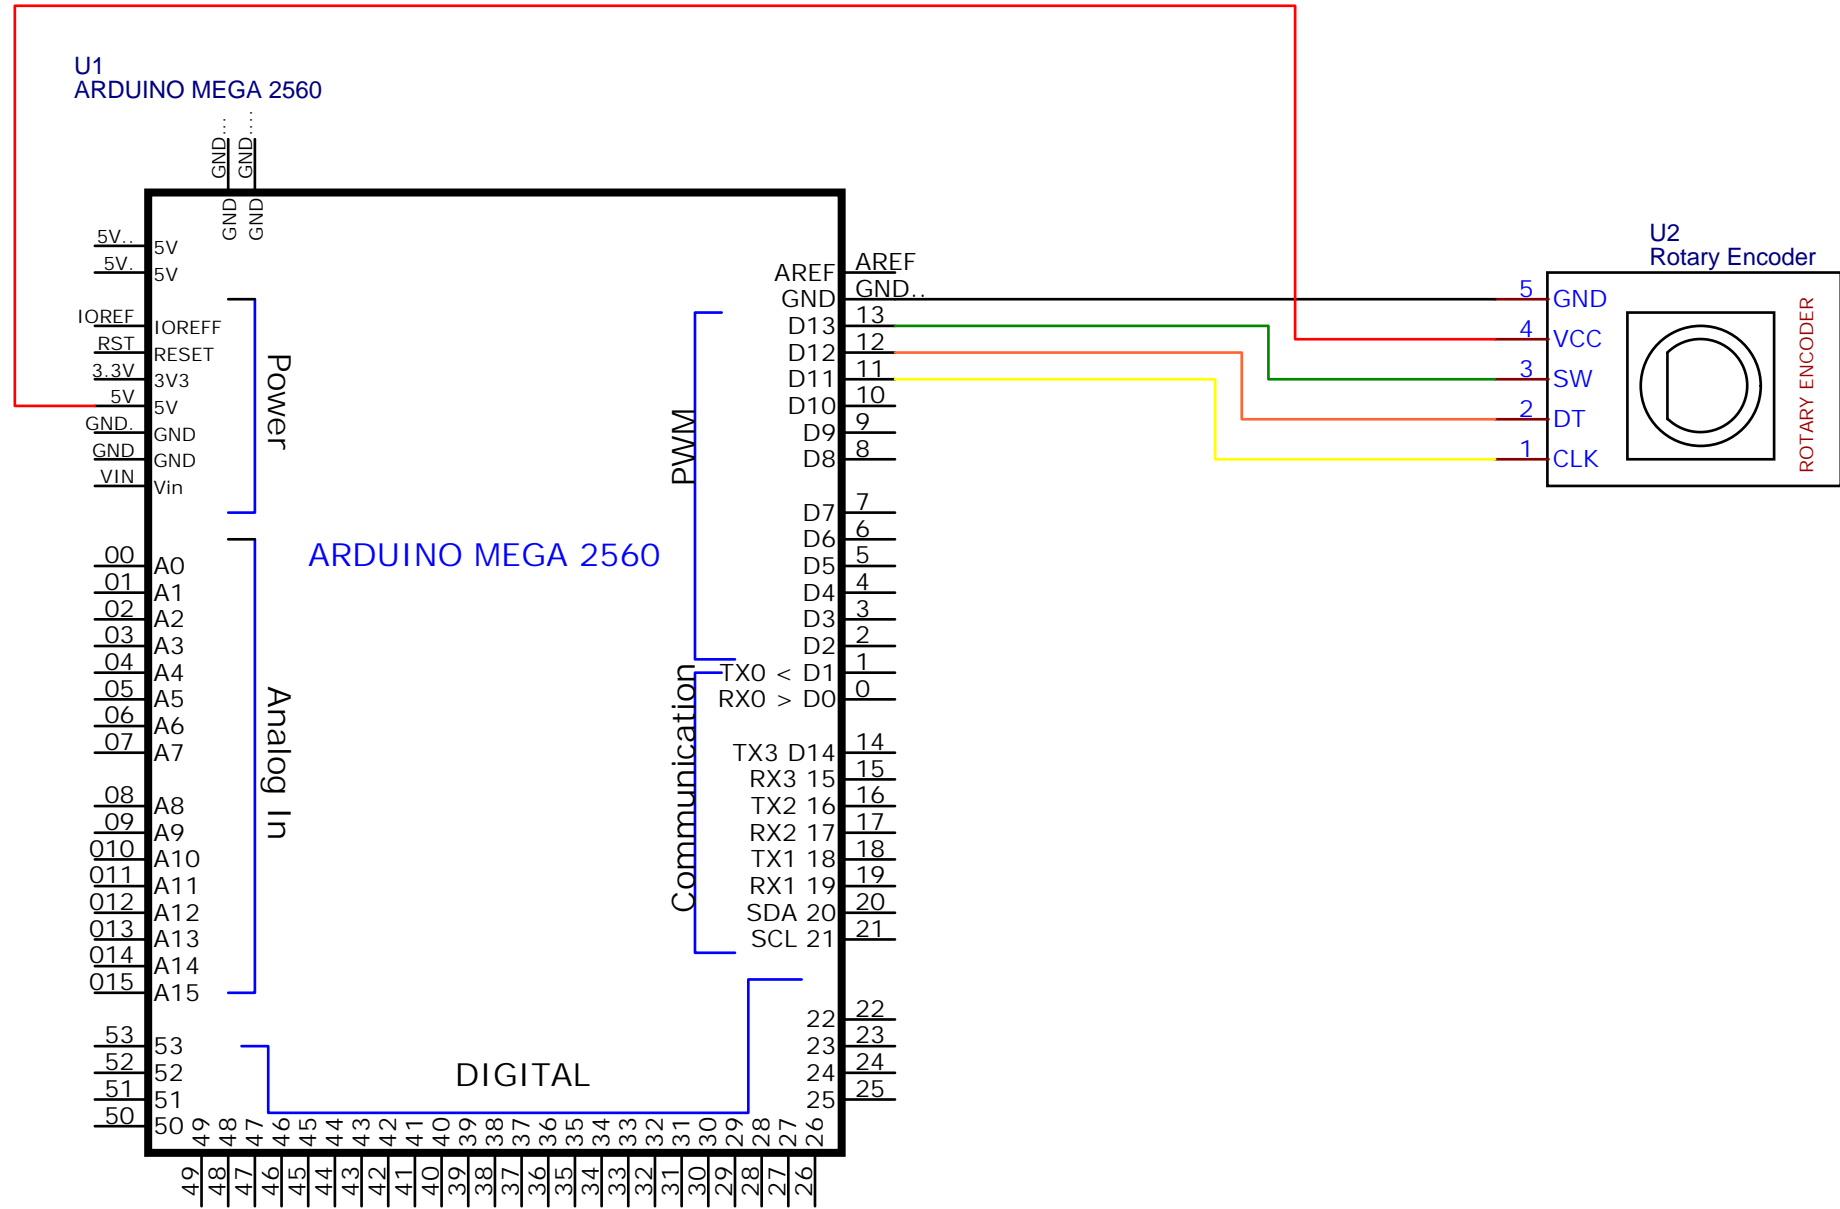 U1
ARDUINO MEGA 2560
GND...
GND....
GND
GND
5V..
5V
5V.
5V
IOREF
IOREFF
RST
RESET
3.3V
3V3
5V
5V
GND.
GND
GND
GND
VIN
Vin
Power
00
A0
01
A1
02
A2
03
A3
04
A4
05
A5
06
A6
07
A7
08
A8
09
A9
010
A10
011
A11
012
A12
013
A13
014
A14
015
A15
Analog In
53
53
52
52
51
51
50
50
ARDUINO MEGA 2560
PWM
Communication
DIGITAL
AREF
AREF
GND
GND..
D13
13
D12
12
D11
11
D10
10
D9
9
D8
8
D7
7
D6
6
D5
5
D4
4
D3
3
D2
2
TX0 < D1
1
RX0 > D0
0
TX3 D14
14
RX3 15
15
TX2 16
16
RX2 17
17
TX1 18
18
RX1 19
19
SDA 20
20
SCL 21
21
22
22
23
23
24
24
25
25
49 48 47 46 45 44 43 42 41 40 39 38 37 36 35 34 33 32 31 30 29 28 27 26
49 48 47 46 45 44 43 42 41 40 39 38 37 36 35 34 33 32 31 30 29 28 27 26
U2
Rotary Encoder
5 GND
4 VCC
3 SW
2 DT
1 CLK
ROTARY ENCODER